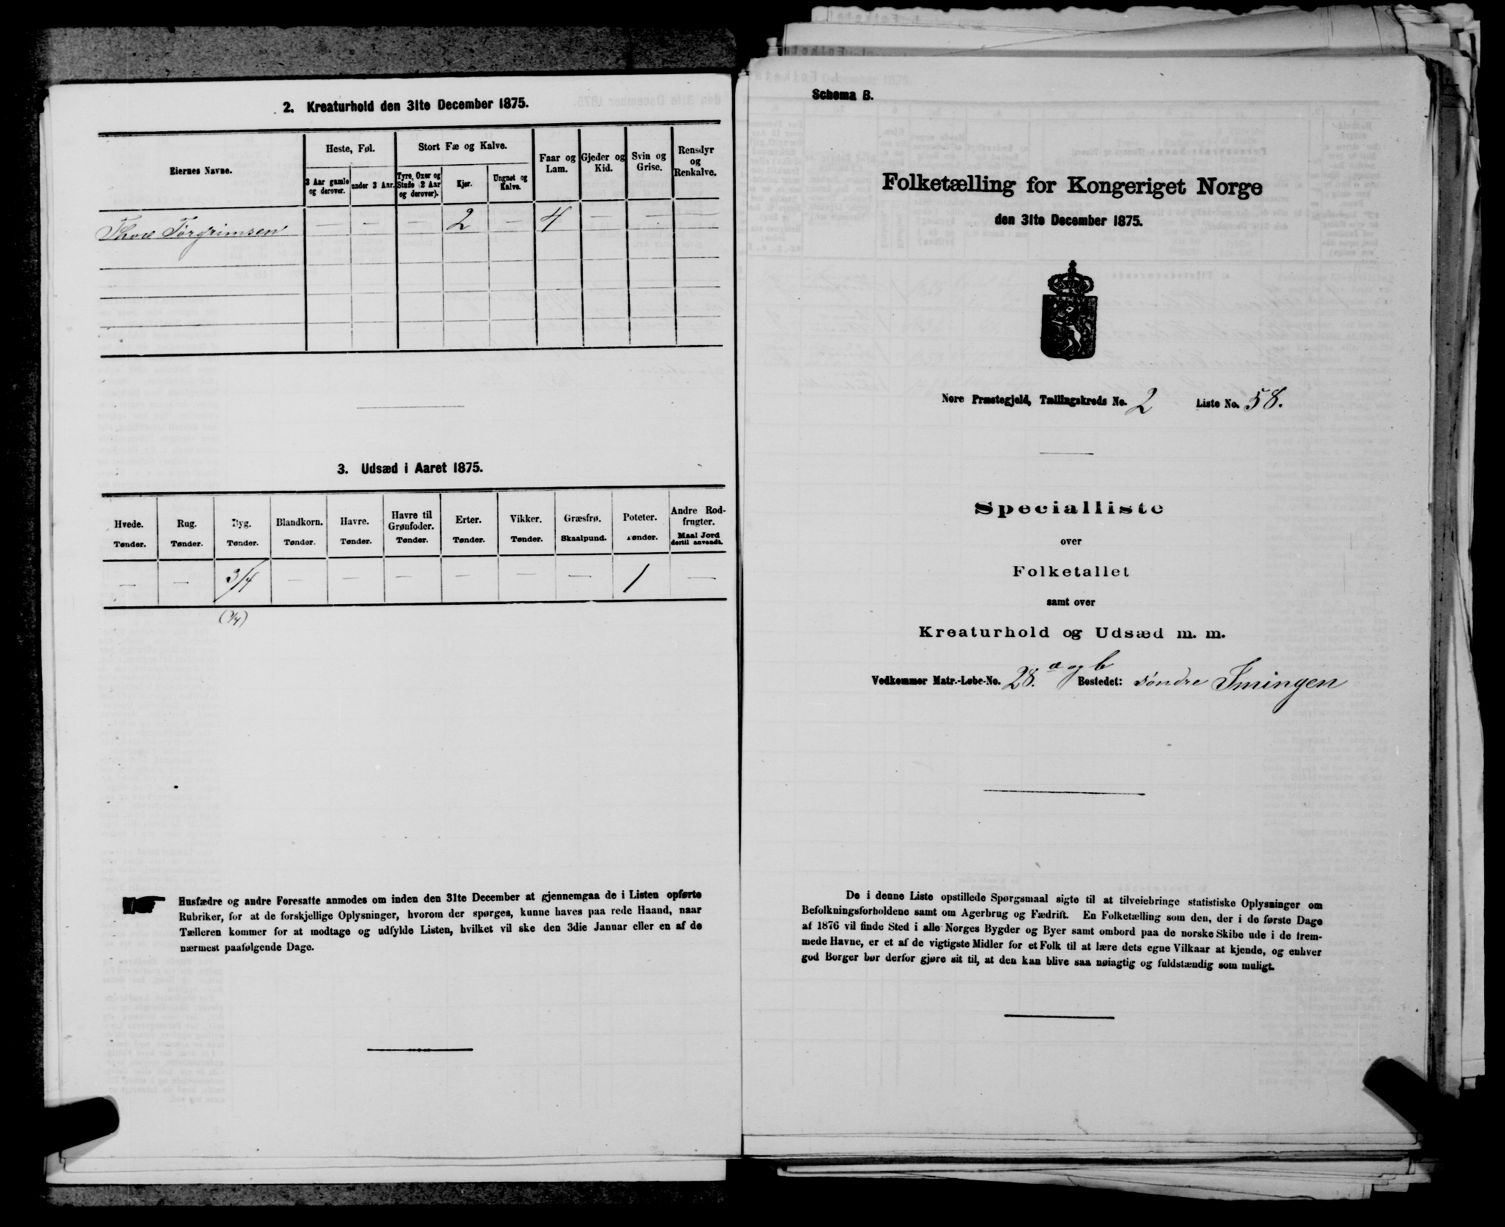 2. Kreaturhold den 31te December 1875.
Eiernes Navne.
Heste, Føl.
Stort Fæ og Kalve.
Faar og Lam.
Gjeder og Kid.
Svin og Grise.
Rensdyr og Renkalve.
3 Aar gamle og derover.
under 3 Aar.
Tyre, Oxer og Stude (2 Aar og derover).
Kjør.
Ungnøt og Kalve.
Thore Torgrimsen — — — 2 — 4 — — —
3. Udsæd i Aaret 1875.
Hvede. Rug. Byg. Blandkorn. Havre. Havre til Grønfoder. Erter. Vikker. Græsfrø. Poteter. Andre Rodfrugter.
Tønder. Tønder. Tønder. Tønder. Tønder. Tønder. Tønder. Tønder. Skaalpund. Tønder. Maal Jord dertil anvendt.
— — 3/4 — — — — — — 1 —
(3/4)
Husfædre og andre Foresatte anmodes om inden den 31te December at gjennemgaa de i Listen opførte
Rubriker, for at de forskjellige Oplysninger, hvorom der spørges, kunne haves paa rede Haand, naar
Tælleren kommer for at modtage og udfylde Listen, hvilket vil ske den 3die Januar eller en af de
nærmest paafølgende Dage.
Schema B.
Folketælling for Kongeriget Norge
den 31te December 1875.
Nore Præstegjeld, Tællingskreds No. 2 Liste No. 58.
Specialliste
over
Folketallet
samt over
Kreaturhold og Udsæd m. m.
Vedkommer Matr.-Løbe-No. 28. a og b Bostedet: søndre Imingen
De i denne Liste opstillede Spørgsmaal sigte til at tilveiebringe statistiske Oplysninger om
Befolkningsforholdene samt om Agerbrug og Fædrift. En Folketælling som den, der i de første Dage
af 1876 vil finde Sted i alle Norges Bygder og Byer samt ombord paa de norske Skibe ude i de frem-
mede Havne, er et af de vigtigste Midler for et Folk til at lære dets egne Vilkaar at kjende, og enhver
god Borger bør derfor gjøre sit til, at den kan blive saa nøiagtig og fuldstændig som muligt.